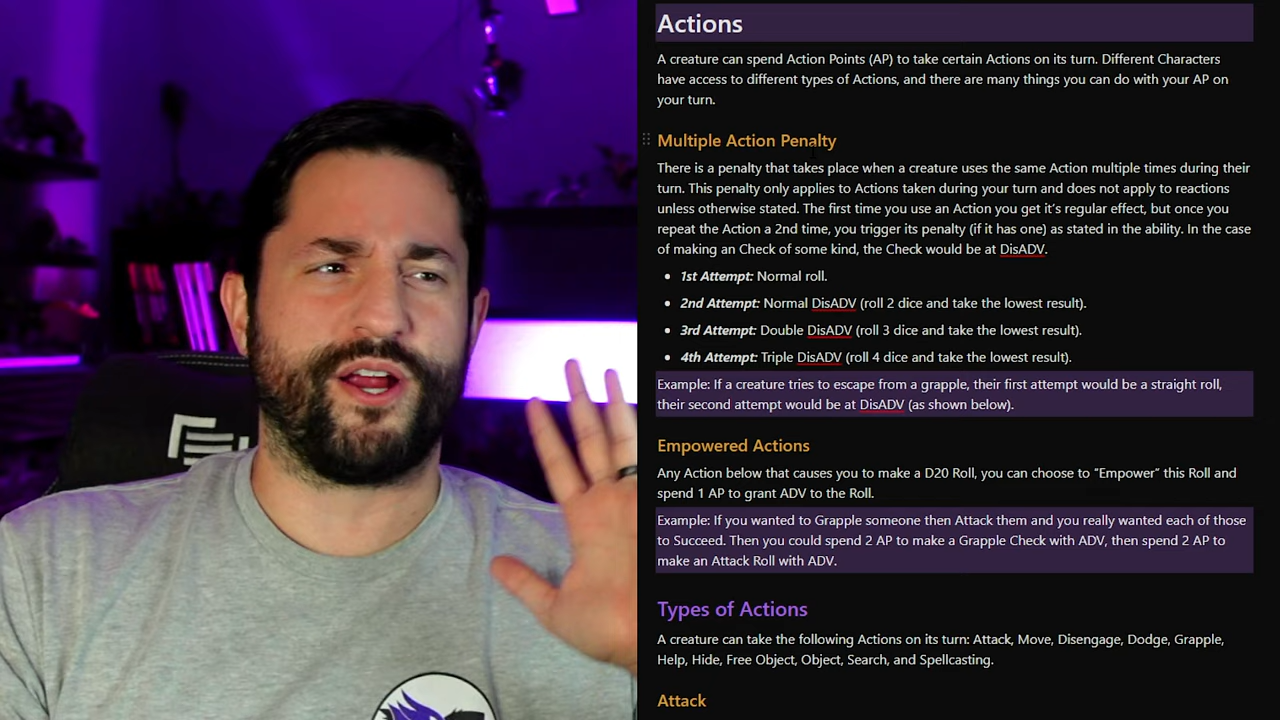 Actions
A creature can spend Action Points (AP) to take certain Actions on its turn. Different Characters
have access to different types of Actions, and there are many things you can do with your AP on
your turn.
Multiple Action Penalty
There is a penalty that takes place when a creature uses the same Action multiple times during their
turn. This penalty only applies to Actions taken during your turn and does not apply to reactions
unless otherwise stated. The first time you use an Action you get it's regular effect, but once you
repeat the Action a 2nd time, you trigger its penalty (if it has one) as stated in the ability. In the case
of making an Check of some kind, the Check would be at DisADV.
• 1st Attempt: Normal roll.
• 2nd Attempt: Normal DisADV (roll 2 dice and take the lowest result).
• 3rd Attempt: Double DisADV (roll 3 dice and take the lowest result).
• 4th Attempt: Triple DisADV (roll 4 dice and take the lowest result).
Example: If a creature tries to escape from a grapple, their first attempt would be a straight roll,
their second attempt would be at DisADV (as shown below).
Empowered Actions
Any Action below that causes you to make a D20 Roll, you can choose to "Empower" this Roll and
spend 1 AP to grant ADV to the Roll.
Example: If you wanted to Grapple someone then Attack them and you really wanted each of those
to Succeed. Then you could spend 2 AP to make a Grapple Check with ADV, then spend 2 AP to
make an Attack Roll with ADV.
Types of Actions
A creature can take the following Actions on its turn: Attack, Move, Disengage, Dodge, Grapple,
Help, Hide, Free Object, Object, Search, and Spellcasting.
Attack